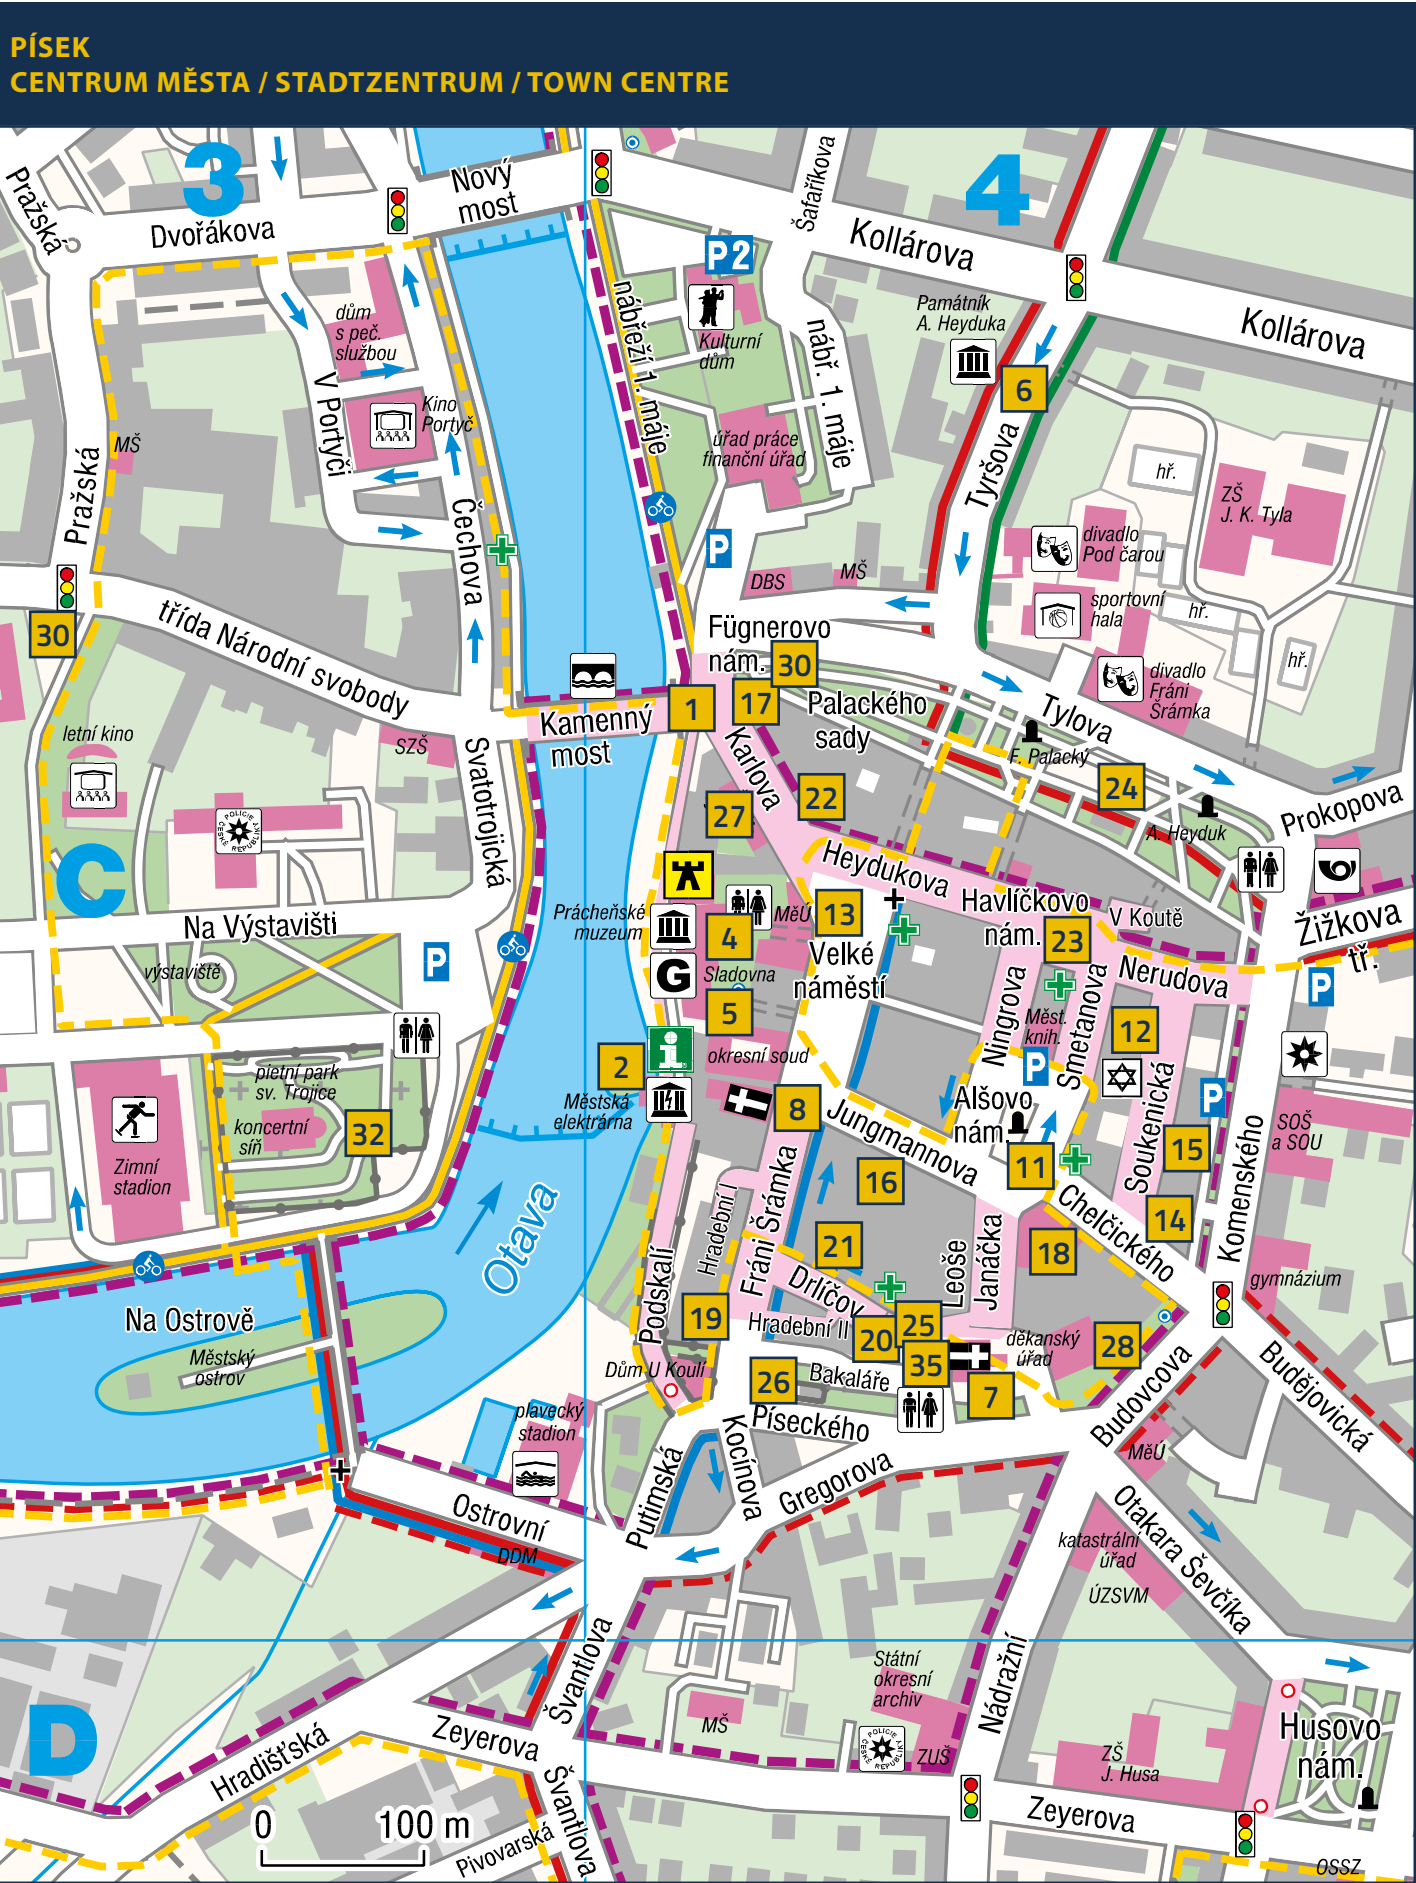 PÍSEK
CENTRUM MĚSTA / STADTZENTRUM / TOWN CENTRE
3
4
Pražská
Dvořákova
Nový
most
Šafaříkova
Kollárova
P 2
Kulturní
dům
nábřeží 1. máje
nábř. 1. máje
Památník
A. Heyduka
6
Kollárova
dům
s peč.
službou
V Portyči
Kino
Portyč
MŠ
Pražská
úřad práce
finanční úřad
Tyršova
hř.
ZŠ
J. K. Tyla
Čechova
P
divadlo
Pod čarou
DBS
MŠ
sportovní
hala
hř.
hř.
30
třída Národní svobody
Fügnerovo
nám.
30
divadlo
Fráni
Šrámka
1
17
Palackého
sady
Tylova
Kamenný
most
letní kino
SZŠ
Svatotrojická
Karlova
F. Palacký
24
22
27
A. Heyduk
Prokopova
POLICIE
ČESKÉ REPUBLIKY
C
Heydukova
Havlíčkovo
nám.
V Koutě
Žižkova
tř.
Na Výstavišti
Prácheňské
muzeum
4
MěÚ
13
23
Velké
náměstí
Nerudova
výstaviště
P
G
Sladovna
5
Ningrova
Smetanova
P
Měst.
knih.
12
2
i
okresní soud
P
pietní park
sv. Trojice
koncertní
síň
32
Městská
elektrárna
8
Alšovo
nám.
P
Soukenická
Komenského
SOŠ
a SOU
Zimní
stadion
Jungmannova
11
15
16
Otava
Hradební I
Fráni Šrámka
14
Chelčického
21
18
Podskalí
Leoše
Janáčka
Drlíčov
gymnázium
Na Ostrově
19
Hradební II
20
25
děkanský
úřad
28
Městský
ostrov
Dům U Koulí
26
Bakaláře
35
7
Budovcova
Budějovická
plavecký
stadion
Píseckého
Kocínova
Putimská
Gregorova
MěÚ
Ostrovní
DDM
Otakara Ševčíka
katastrální
úřad
ÚZSVM
Švantlova
Nádražní
Státní
okresní
archiv
D
Zeyerova
MŠ
POLICIE
ČESKÉ REPUBLIKY
ZUŠ
Husovo
nám.
Hradišťská
ZŠ
J. Husa
Švantlova
Zeyerova
0
100 m
Pivovarská
OSSZ